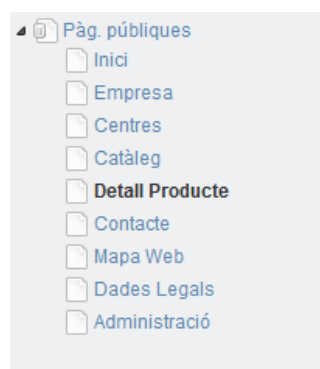 Pàg. públiques
Inici
Empresa
Centres
Catàleg
Detall Producte
Contacte
Mapa Web
Dades Legals
Administració